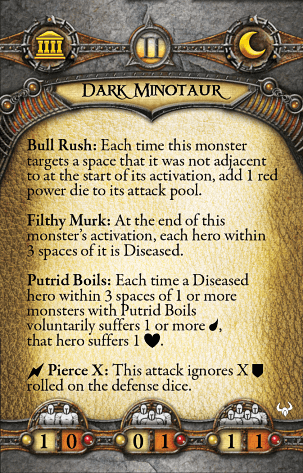 II
DARK MINOTAUR
Bull Rush: Each time this monster
targets a space that it was not adjacent
to at the start of its activation, add 1 red
power die to its attack pool.
Filthy Murk: At the end of this
monster's activation, each hero within
3 spaces of it is Diseased.
Putrid Boils: Each time a Diseased
hero within 3 spaces of 1 or more
monsters with Putrid Boils
voluntarily suffers 1 or more ,
that hero suffers 1 .
Pierce X: This attack ignores X
rolled on the defense dice.
1 0 0 1 1 1